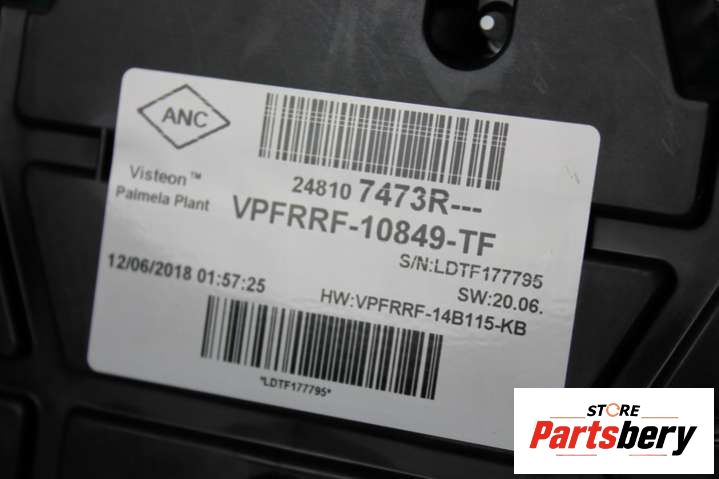 ANC
24810 7473R---
Visteon™
Palmela Plant
VPFRRF-10849-TF
S/N:LDTF177795
12/06/2018 01:57:25
SW:20.06.
HW:VPFRRF-14B115-KB
*LDTF177795*
STORE
Partsbery